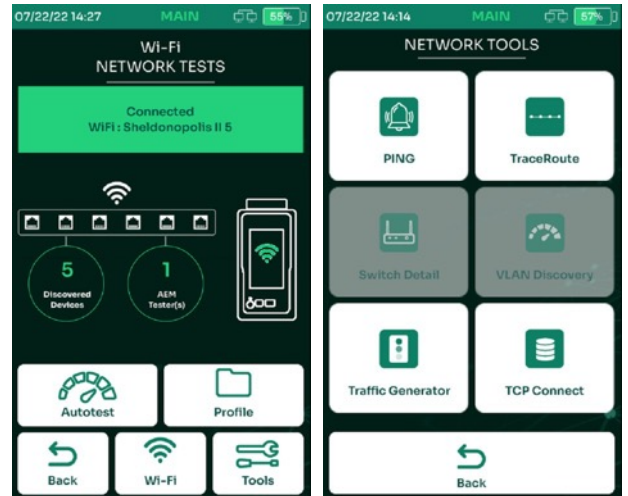 07/22/22 14:27 MAIN 55%
Wi-Fi
NETWORK TESTS
Connected
WiFi : Sheldonopolis II 5
5
Discovered
Devices
1
AEM
Tester(s)
Autotest
Profile
Back
Wi-Fi
Tools
07/22/22 14:14 MAIN 57%
NETWORK TOOLS
PING
TraceRoute
Switch Detail
VLAN Discovery
Traffic Generator
TCP Connect
Back